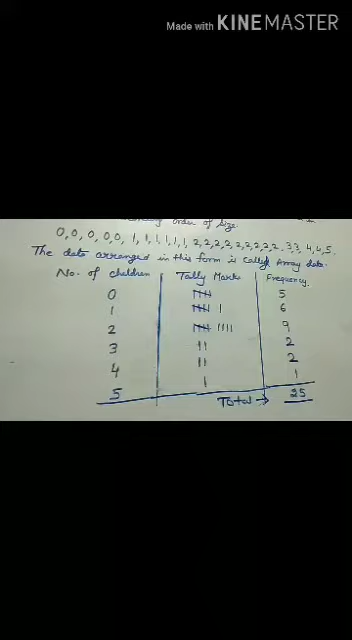 Made with KINEMASTER
order of size.
0,0,0,0,0, 1,1,1,1,1,1, 2,2,2,2,2,2,2,2,2, 3,3, 4,4,5.
The data arranged in this form is called Array data.
No. of children Tally Marks Frequency
0 5
1 | 6
2 |||| 9
3 || 2
4 || 2
5 | 1
Total → 25